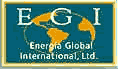 EGI
Energia Global
International, Ltd.